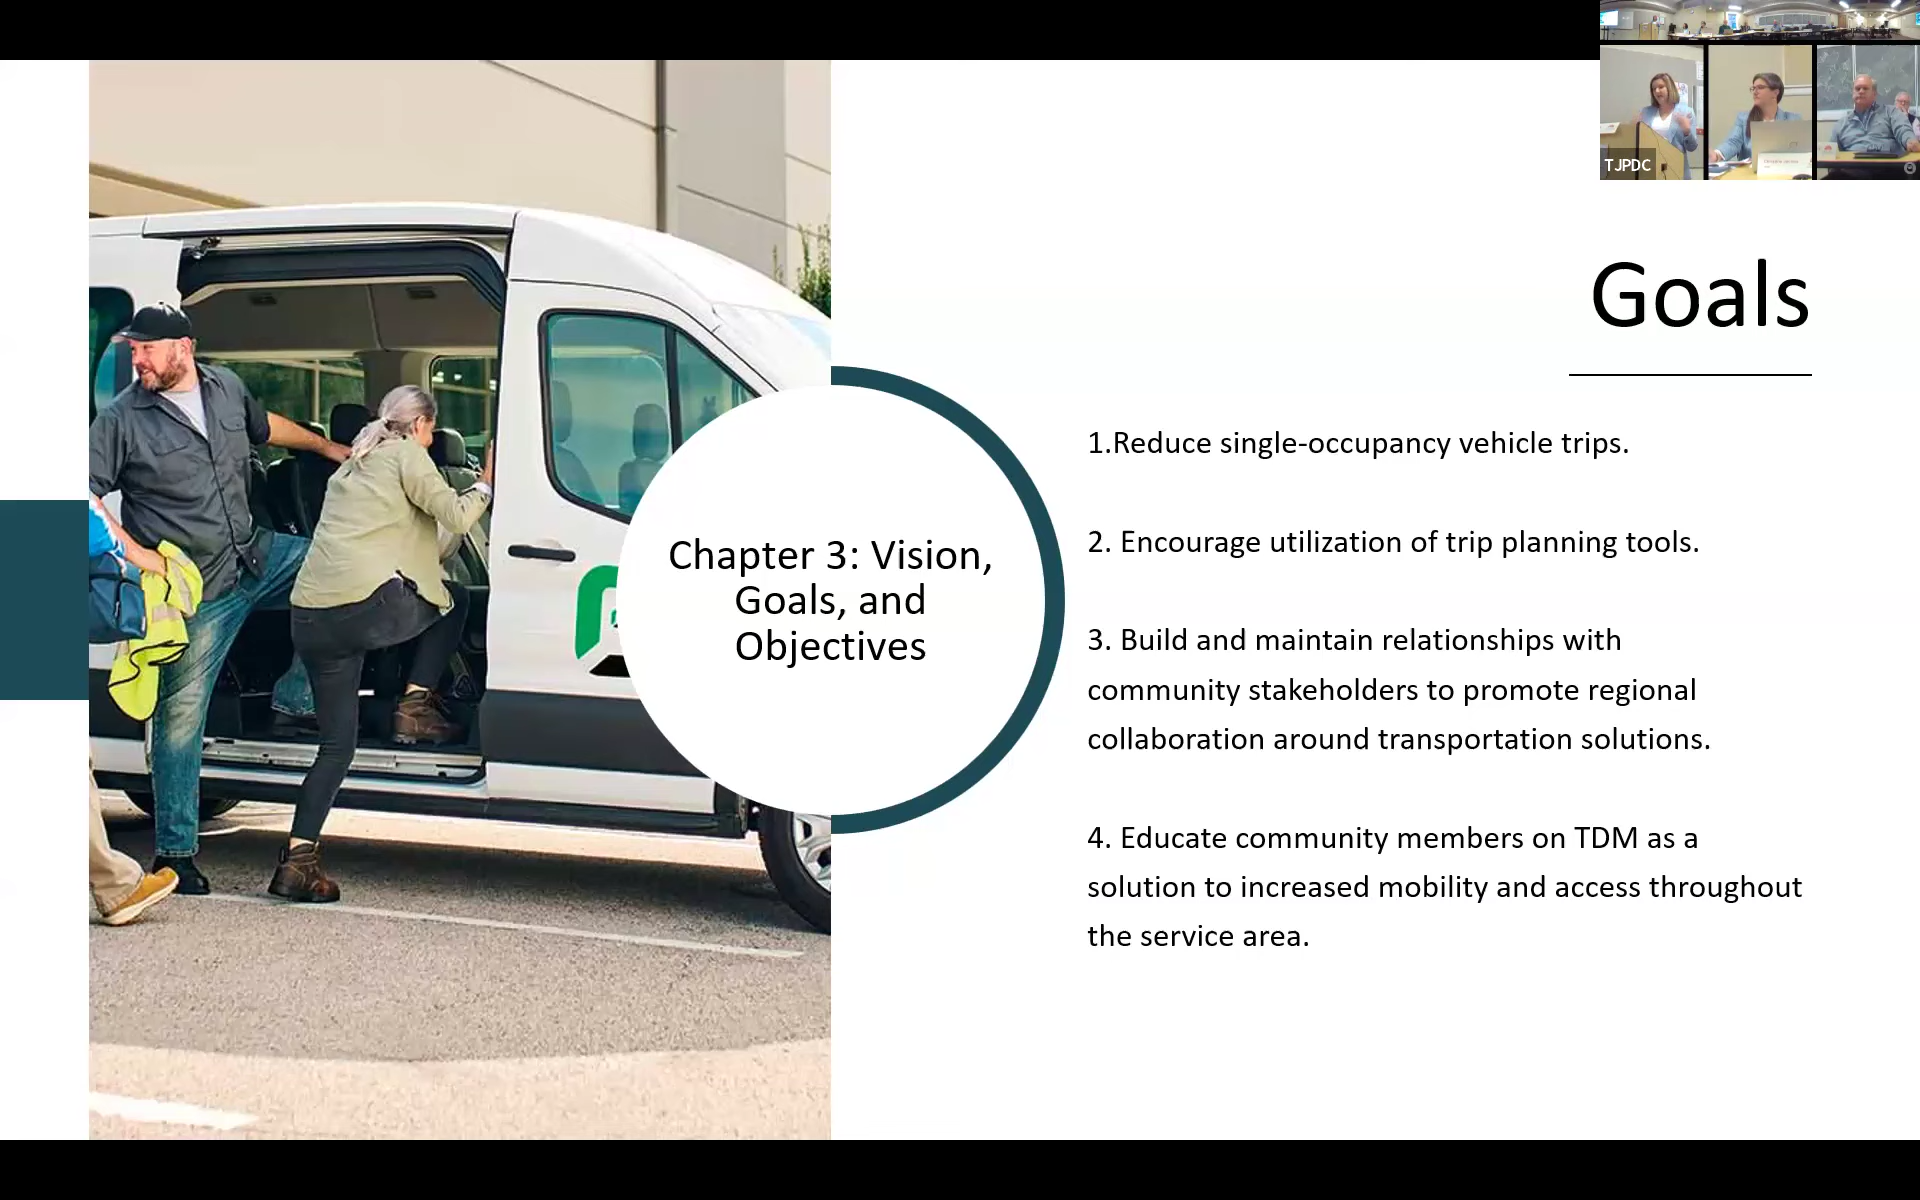 TJPDC
Goals
Chapter 3: Vision,
Goals, and
Objectives
1.Reduce single-occupancy vehicle trips.
2. Encourage utilization of trip planning tools.
3. Build and maintain relationships with
community stakeholders to promote regional
collaboration around transportation solutions.
4. Educate community members on TDM as a
solution to increased mobility and access throughout
the service area.